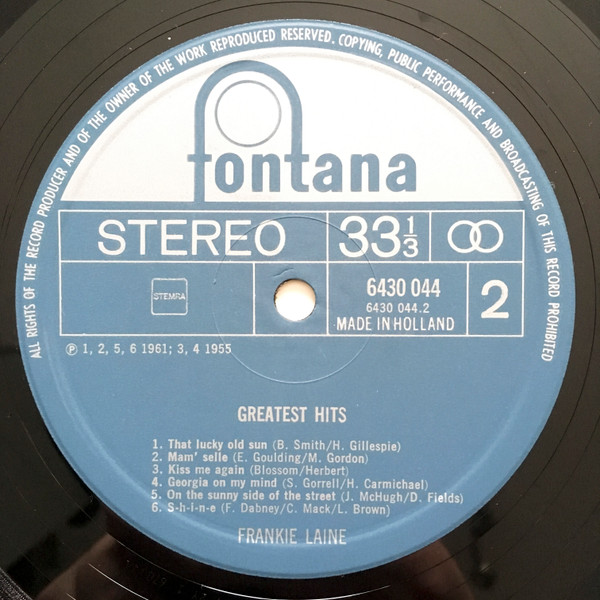 ALL RIGHTS OF THE RECORD PRODUCER AND OF THE OWNER OF THE WORK REPRODUCED RESERVED. COPYING, PUBLIC PERFORMANCE AND BROADCASTING OF THIS RECORD PROHIBITED
fontana
STEREO 33 1/3
STEMRA
6430 044
6430 044.2
MADE IN HOLLAND
2
℗ 1, 2, 5, 6 1961; 3, 4 1955
GREATEST HITS
1. That lucky old sun (B. Smith/H. Gillespie)
2. Mam' selle (E. Goulding/M. Gordon)
3. Kiss me again (Blossom/Herbert)
4. Georgia on my mind (S. Gorrell/H. Carmichael)
5. On the sunny side of the street (J. McHugh/D. Fields)
6. S-h-i-n-e (F. Dabney/C. Mack/L. Brown)
FRANKIE LAINE